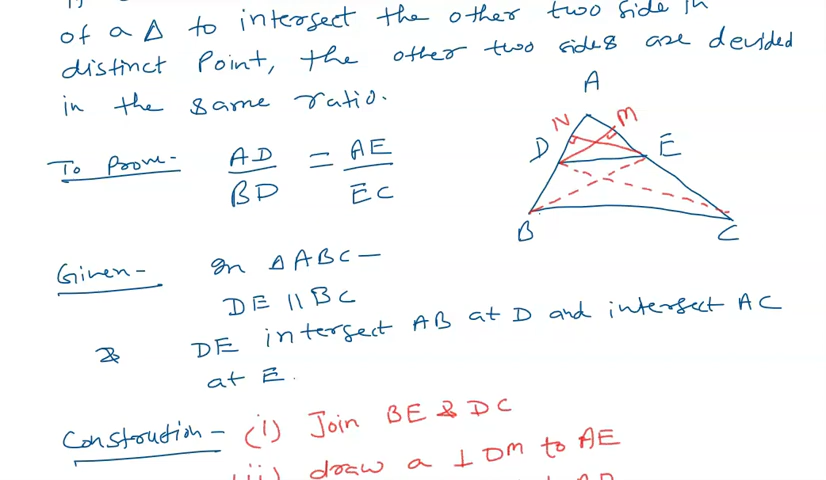 of a Δ to intersect the other two side in
distinct Point, the other two sides are devided
in the same ratio.
A
N M
D E
B C
To Prove- AD/BD = AE/EC
Given- In ΔABC—
DE || BC
& DE intersect AB at D and intersect AC
at E.
Constrution- (i) Join BE & DC
(ii) draw a ⊥ DM to AE